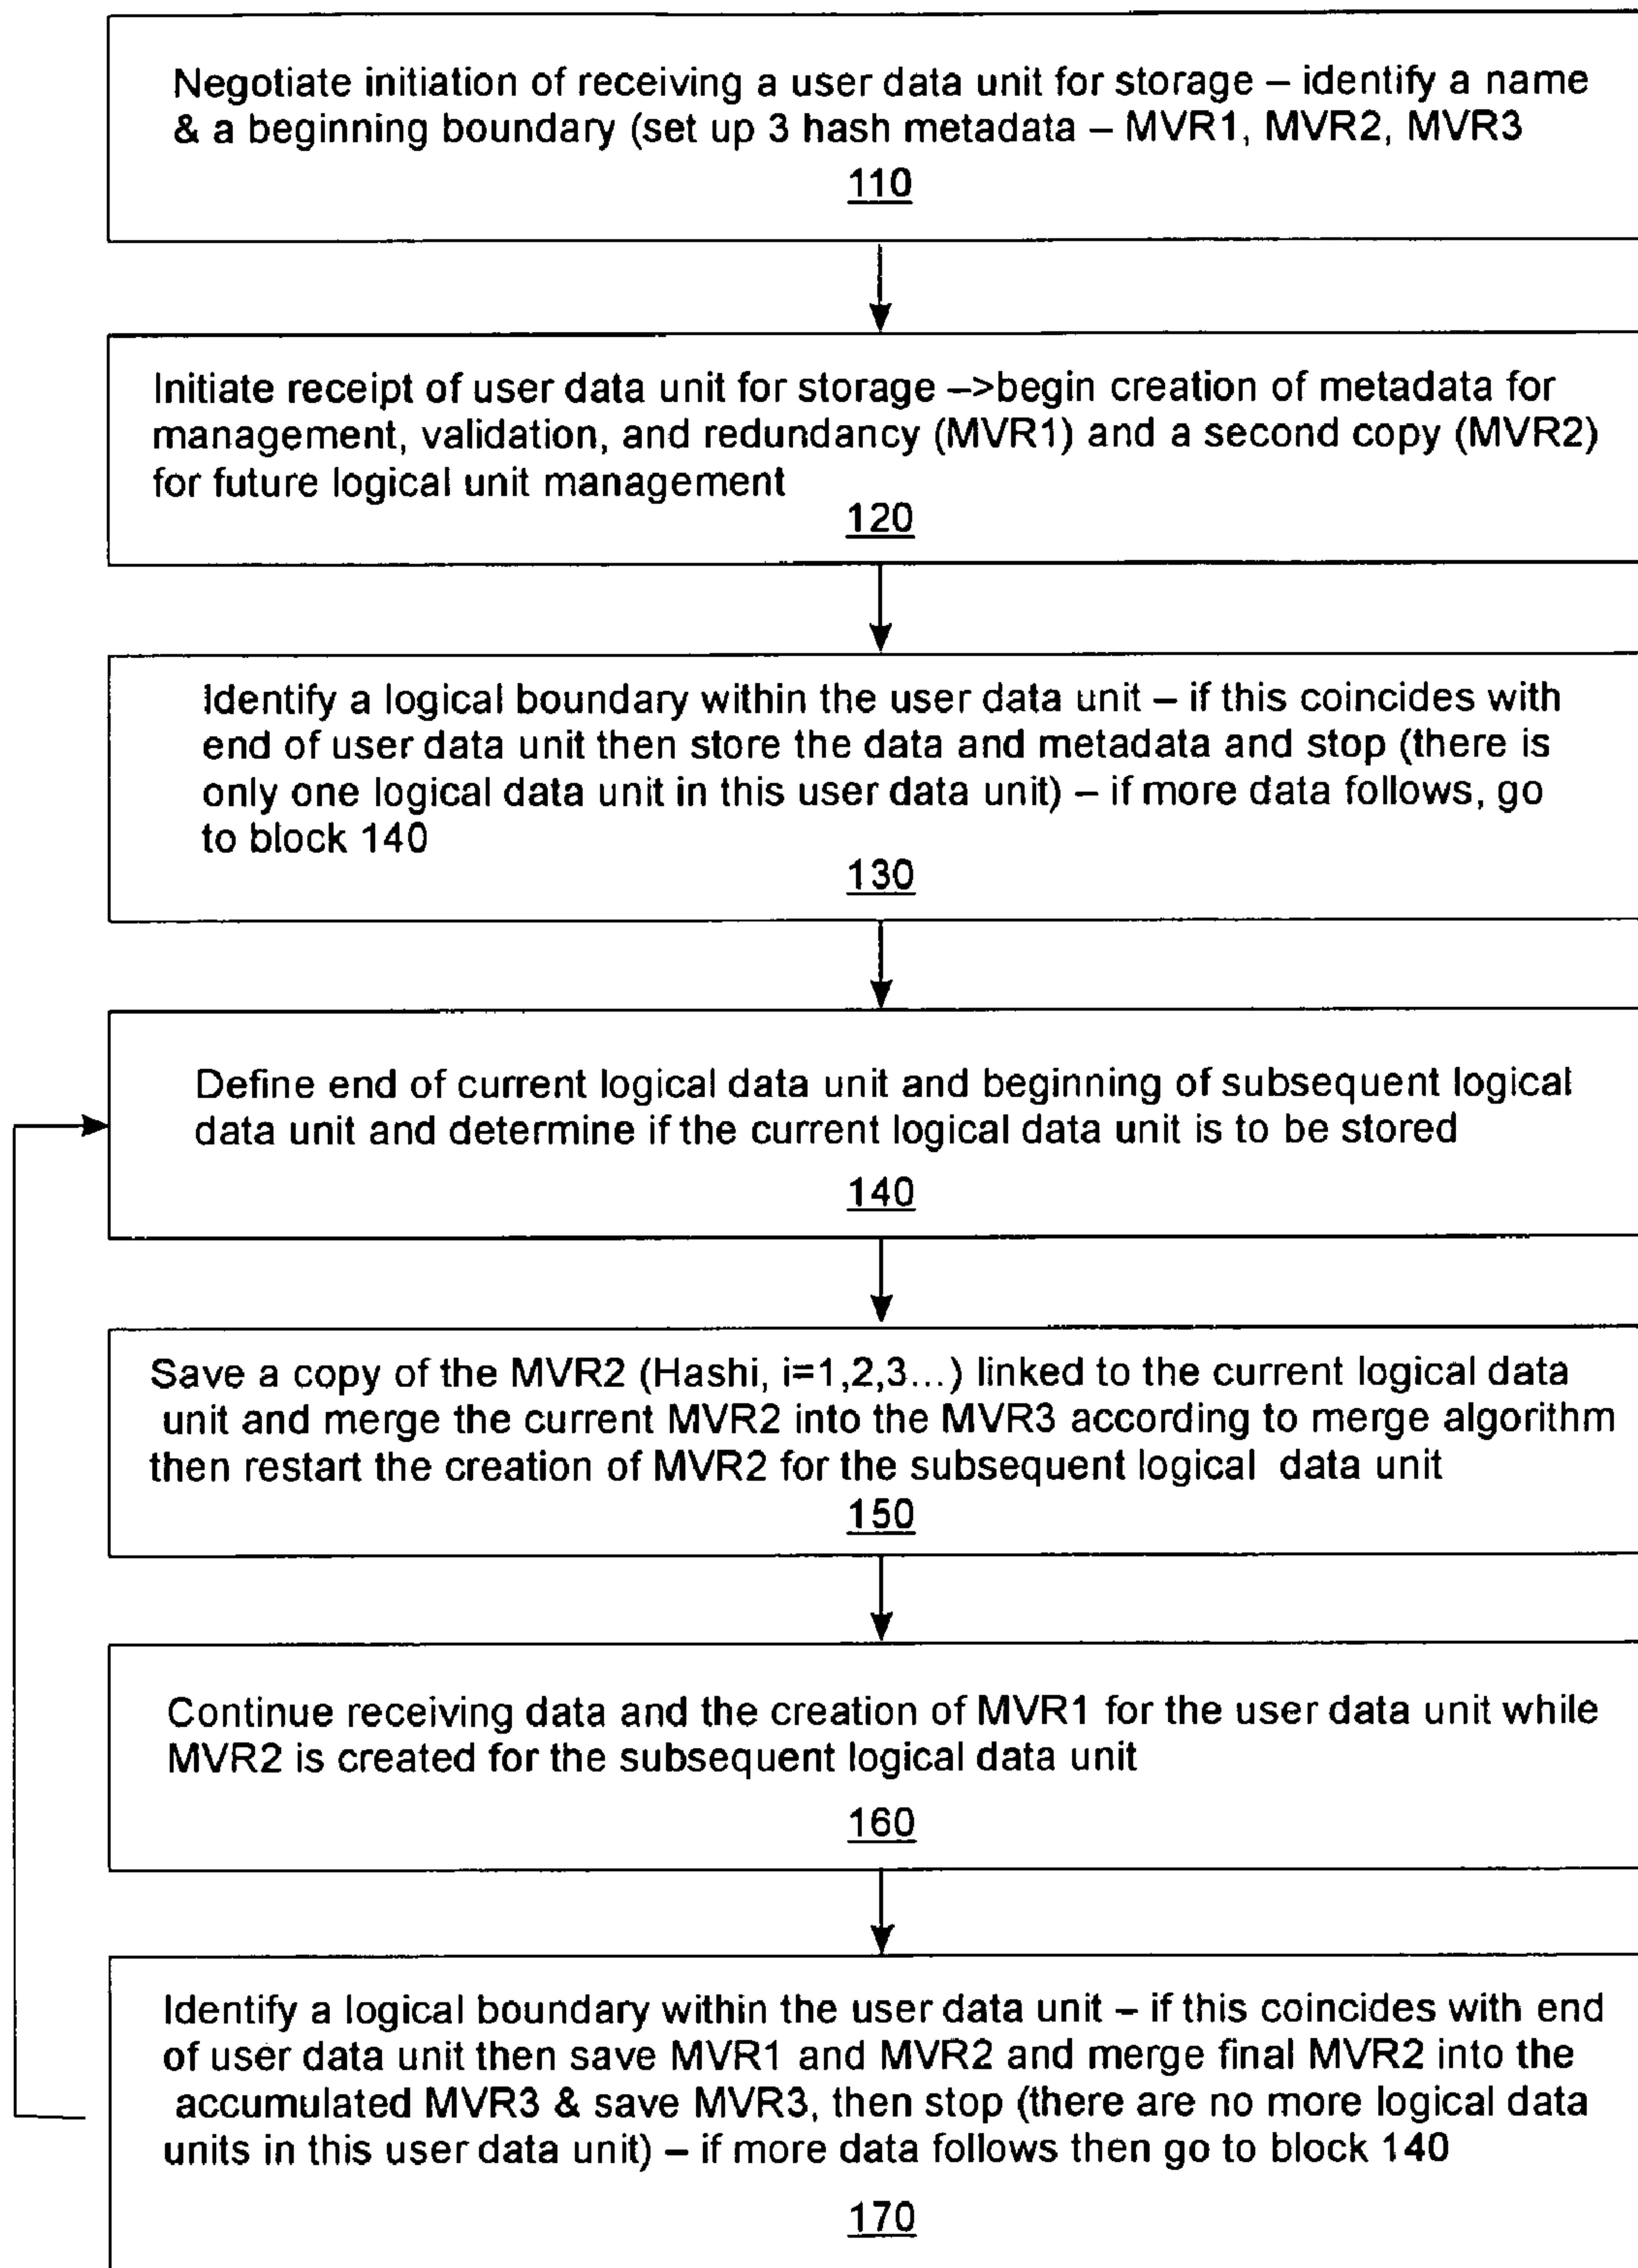 Negotiate initiation of receiving a user data unit for storage – identify a name
& a beginning boundary (set up 3 hash metadata – MVR1, MVR2, MVR3
110
Initiate receipt of user data unit for storage –>begin creation of metadata for
management, validation, and redundancy (MVR1) and a second copy (MVR2)
for future logical unit management
120
Identify a logical boundary within the user data unit – if this coincides with
end of user data unit then store the data and metadata and stop (there is
only one logical data unit in this user data unit) – if more data follows, go
to block 140
130
Define end of current logical data unit and beginning of subsequent logical
data unit and determine if the current logical data unit is to be stored
140
Save a copy of the MVR2 (Hashi, i=1,2,3...) linked to the current logical data
unit and merge the current MVR2 into the MVR3 according to merge algorithm
then restart the creation of MVR2 for the subsequent logical data unit
150
Continue receiving data and the creation of MVR1 for the user data unit while
MVR2 is created for the subsequent logical data unit
160
Identify a logical boundary within the user data unit – if this coincides with end
of user data unit then save MVR1 and MVR2 and merge final MVR2 into the
accumulated MVR3 & save MVR3, then stop (there are no more logical data
units in this user data unit) – if more data follows then go to block 140
170